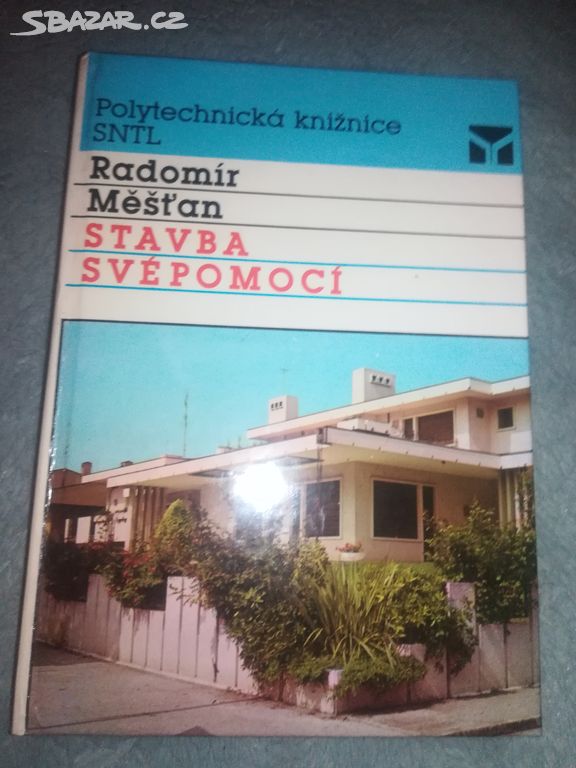 SBAZAR.CZ
Polytechnická knižnice
SNTL
Radomír
Měšťan
STAVBA
SVÉPOMOCÍ